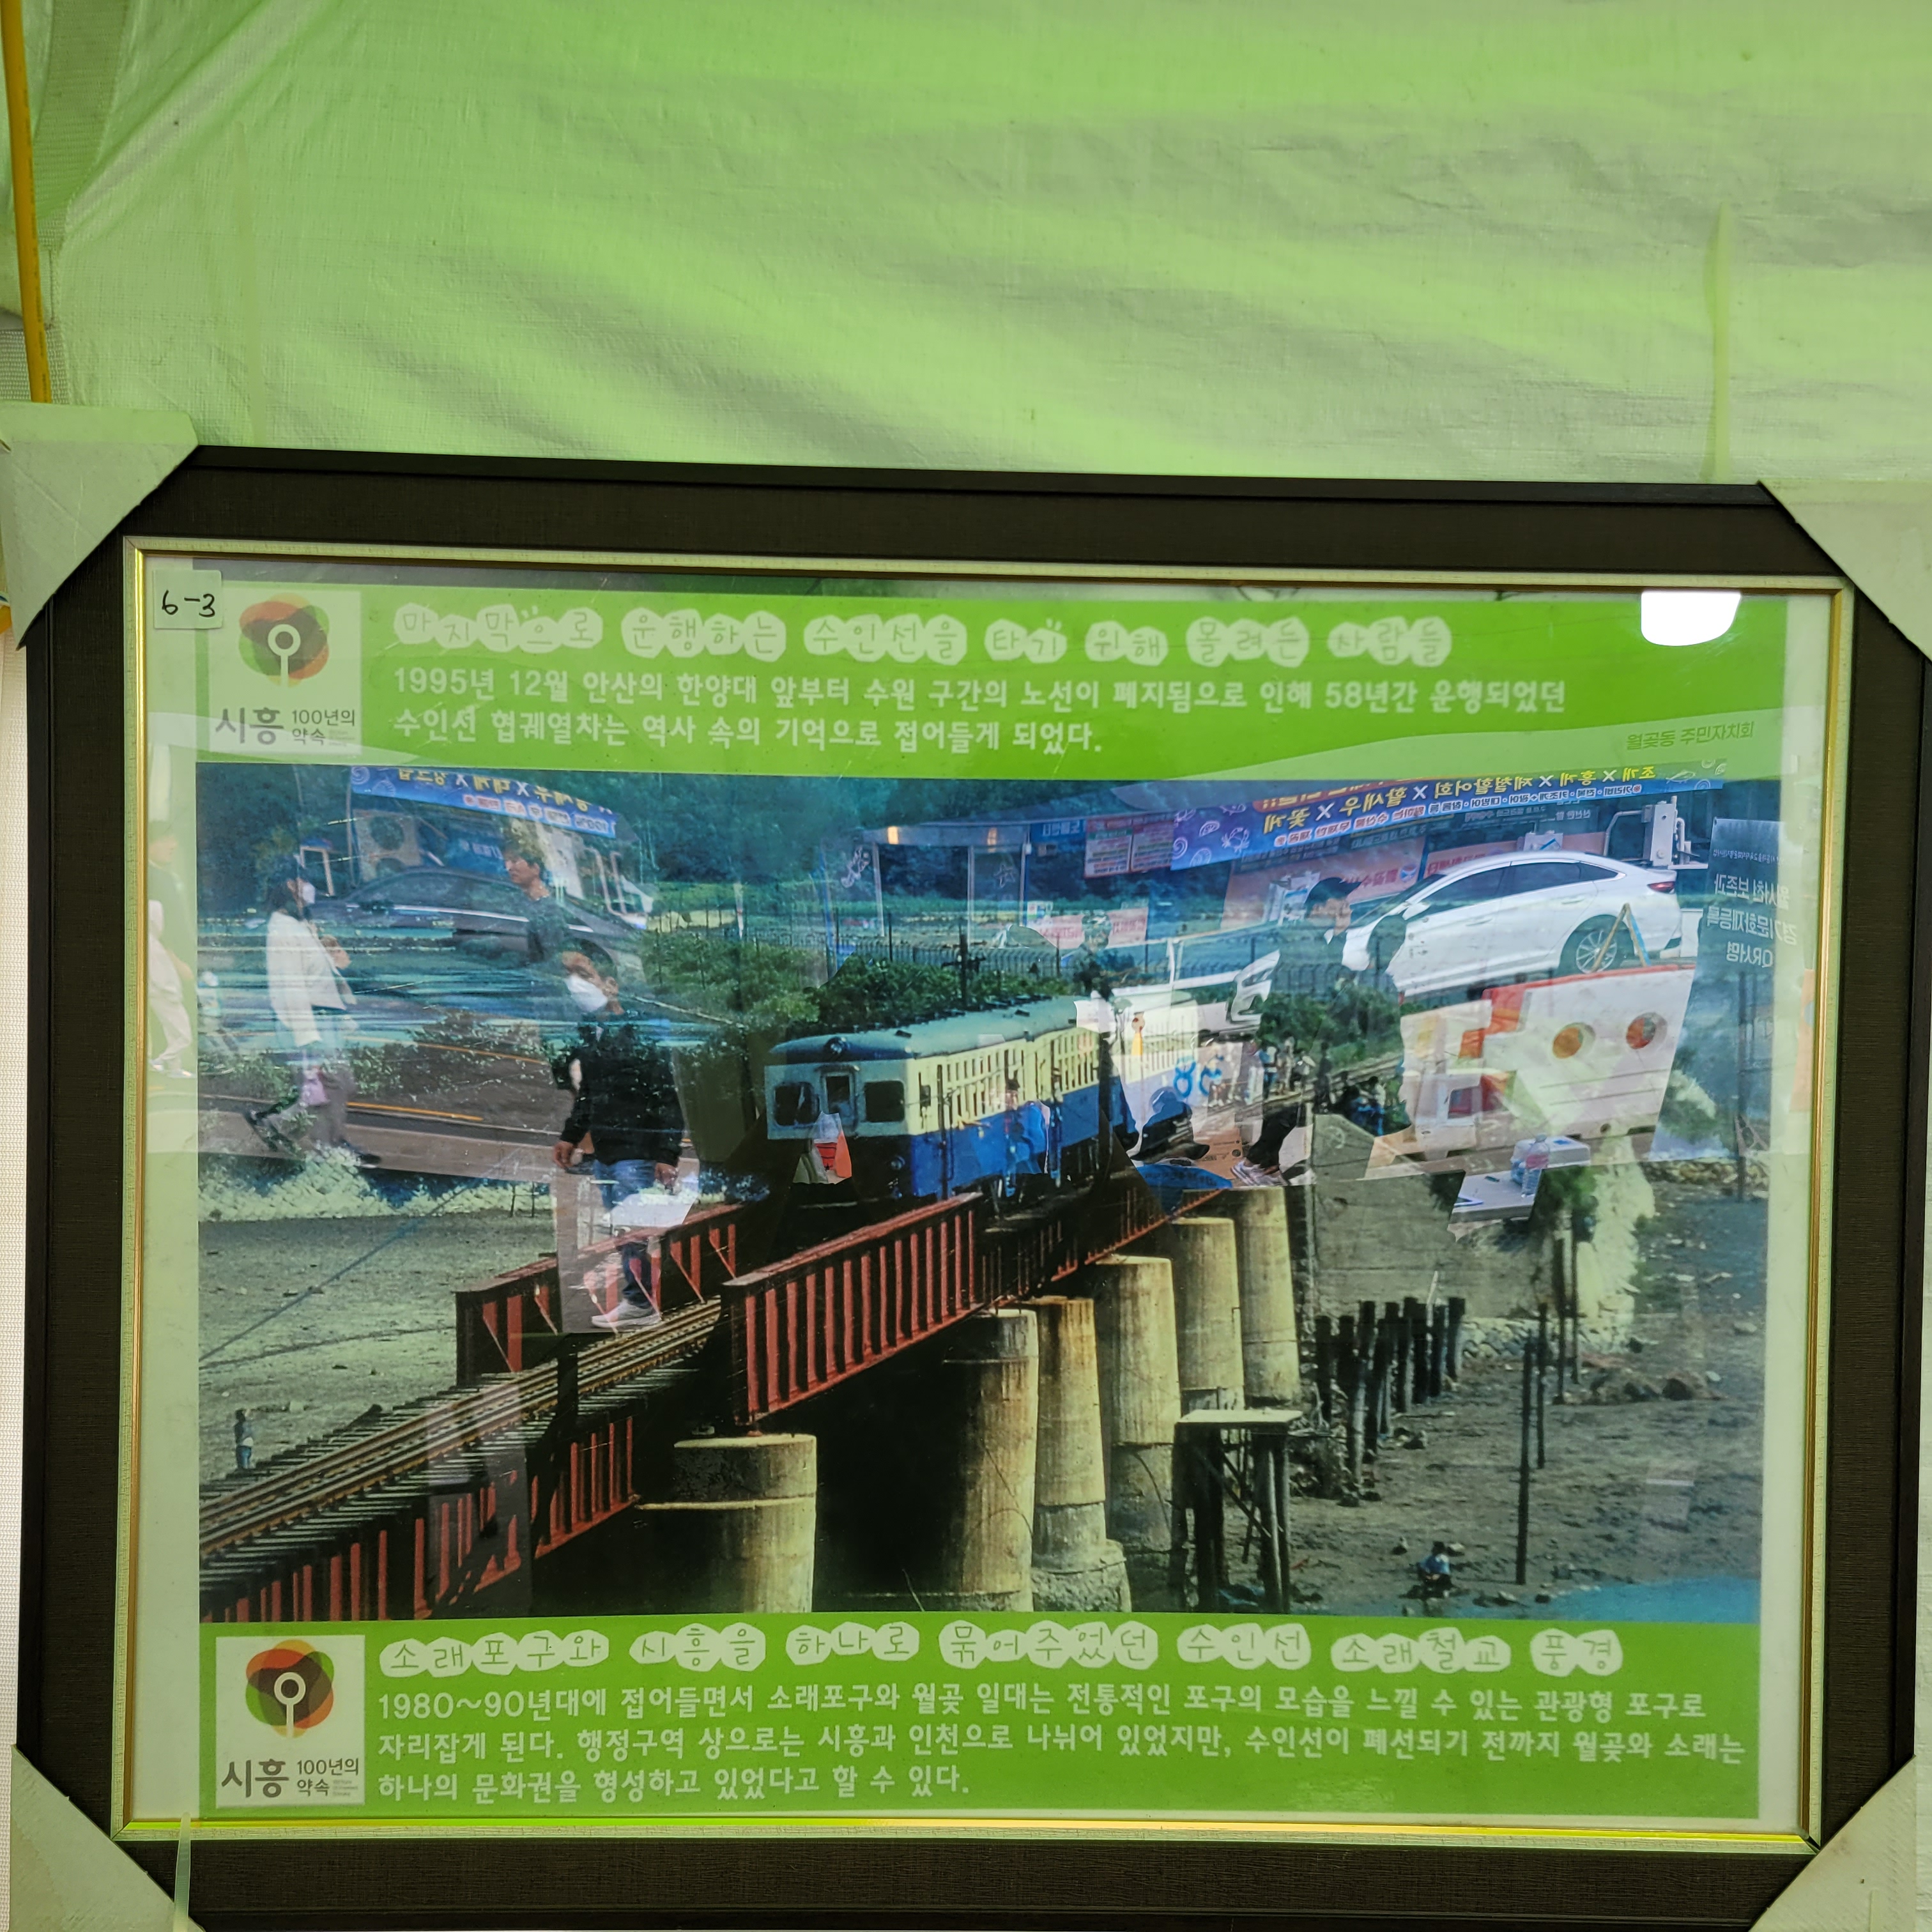 6-3
마지막으로 운행하는 수인선을 타기 위해 몰려든 사람들
1995년 12월 안산의 한양대 앞부터 수원 구간의 노선이 폐지됨으로 인해 58년간 운행되었던
수인선 협궤열차는 역사 속의 기억으로 접어들게 되었다.
시흥 100년의
약속
월곶동 주민자치회
소래포구와 시흥을 하나로 묶어주었던 수인선 소래철교 풍경
1980~90년대에 접어들면서 소래포구와 월곶 일대는 전통적인 포구의 모습을 느낄 수 있는 관광형 포구로
자리잡게 된다. 행정구역 상으로는 시흥과 인천으로 나뉘어 있었지만, 수인선이 폐선되기 전까지 월곶와 소래는
하나의 문화권을 형성하고 있었다고 할 수 있다.
시흥 100년의
약속